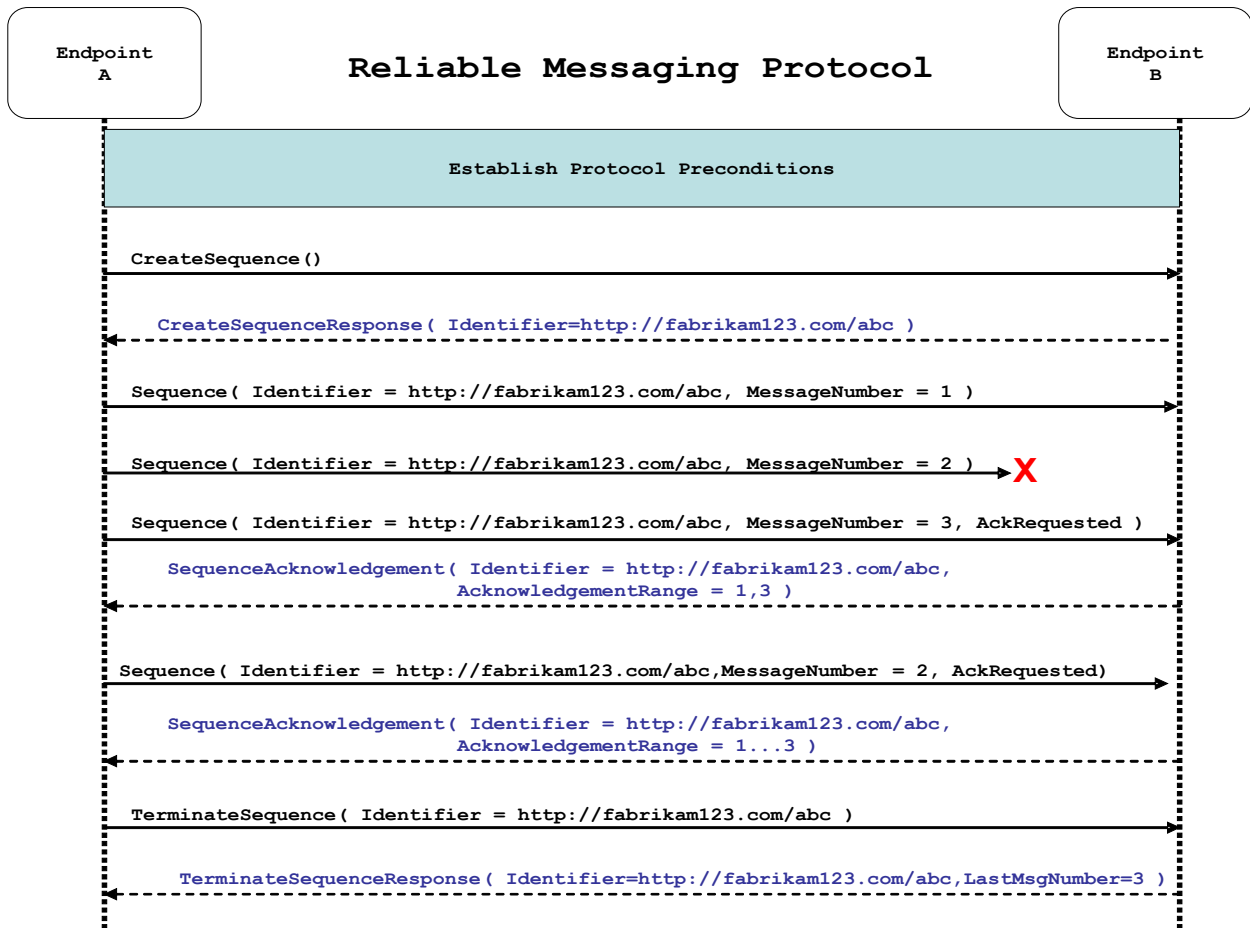 Endpoint
A
Reliable Messaging Protocol
Endpoint
B
Establish Protocol Preconditions
CreateSequence()
CreateSequenceResponse( Identifier=http://fabrikam123.com/abc )
Sequence( Identifier = http://fabrikam123.com/abc, MessageNumber = 1 )
Sequence( Identifier = http://fabrikam123.com/abc, MessageNumber = 2 )
X
Sequence( Identifier = http://fabrikam123.com/abc, MessageNumber = 3, AckRequested )
SequenceAcknowledgement( Identifier = http://fabrikam123.com/abc,
AcknowledgementRange = 1,3 )
Sequence( Identifier = http://fabrikam123.com/abc,MessageNumber = 2, AckRequested)
SequenceAcknowledgement( Identifier = http://fabrikam123.com/abc,
AcknowledgementRange = 1...3 )
TerminateSequence( Identifier = http://fabrikam123.com/abc )
TerminateSequenceResponse( Identifier=http://fabrikam123.com/abc,LastMsgNumber=3 )